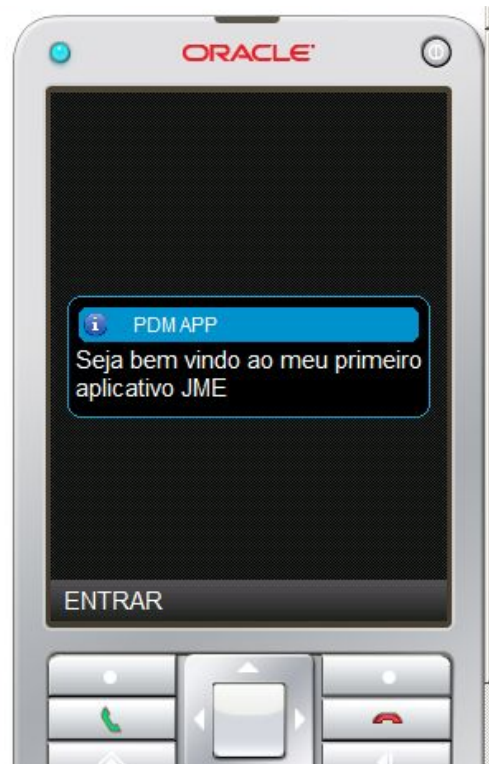 ORACLE
PDM APP
Seja bem vindo ao meu primeiro
aplicativo JME
ENTRAR